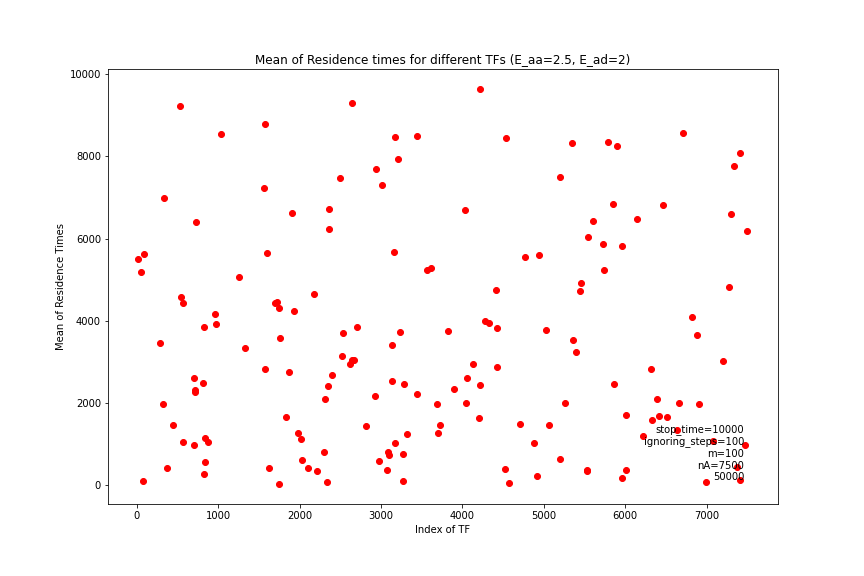 Mean of Residence times for different TFs (E_aa=2.5, E_ad=2)
10000
8000
6000
4000
2000
0
Mean of Residence Times
stop_time=10000
ignoring_steps=100
m=100
nA=7500
50000
0 1000 2000 3000 4000 5000 6000 7000
Index of TF